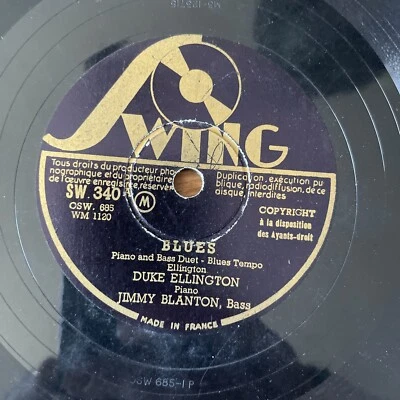 SWING
Tous droits du producteur pho
nographique et du propriétaire
de l'œuvre enregistrée, réservés
Duplication, exécution pu
blique, radiodiffusion, de ce
disque, interdites
SW. 340
OSW. 685
WM 1120
M
COPYRIGHT
à la disposition
des Ayants-droit
BLUES
Piano and Bass Duet - Blues Tempo
Ellington
DUKE ELLINGTON
Piano
JIMMY BLANTON, Bass
MADE IN FRANCE
OSW 685-1 P